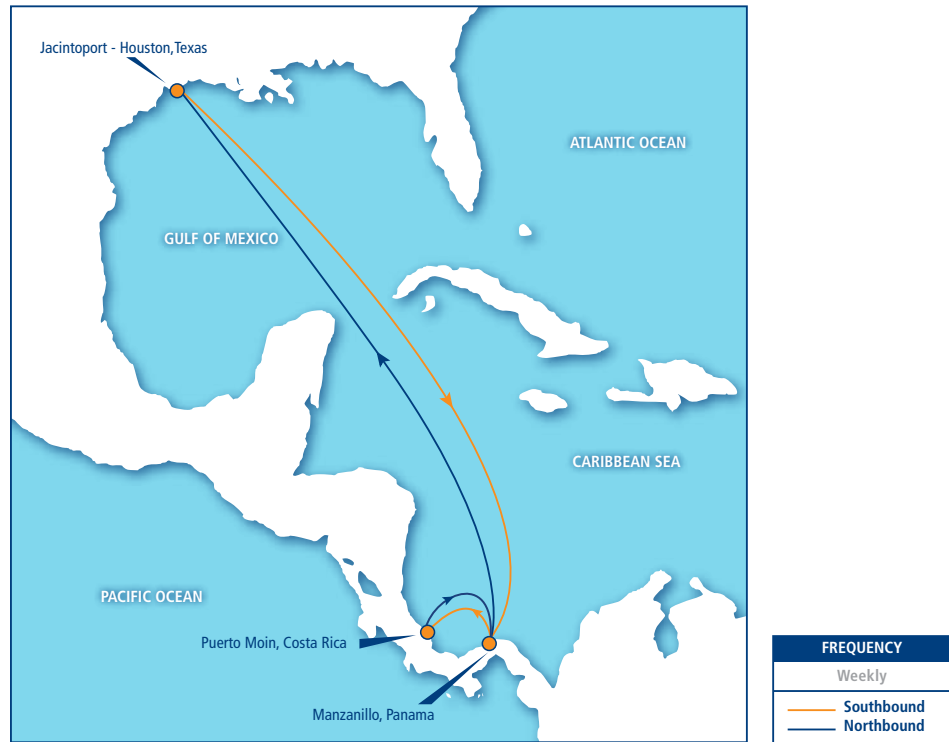 Jacintoport - Houston,Texas
ATLANTIC OCEAN
GULF OF MEXICO
CARIBBEAN SEA
PACIFIC OCEAN
Puerto Moin, Costa Rica
Manzanillo, Panama
FREQUENCY
Weekly
Southbound
Northbound